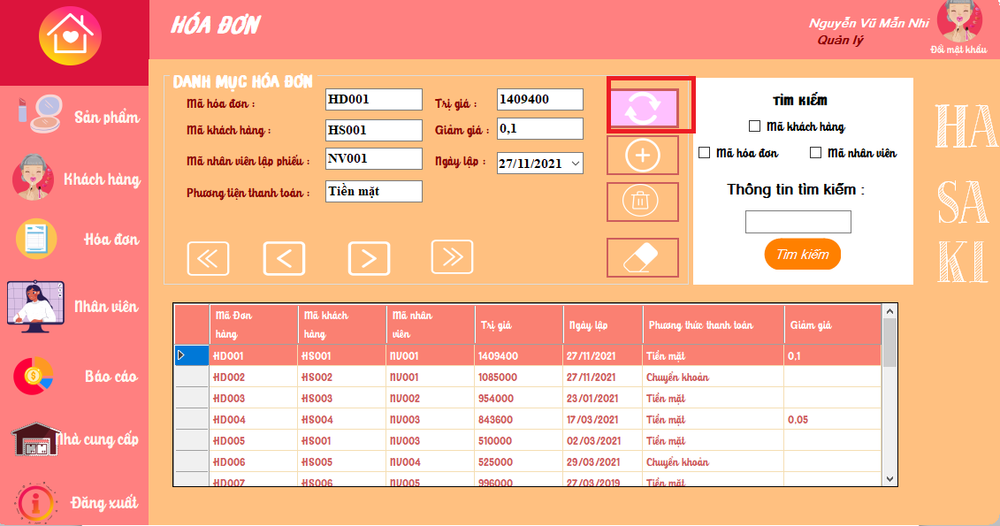 HÓA ĐƠN
Nguyễn Vũ Mẫn Nhi
Quản lý
Đổi mật khẩu
Sản phẩm
Khách hàng
Hóa đơn
Nhân viên
Báo cáo
Nhà cung cấp
Đăng xuất
DANH MỤC HÓA ĐƠN
Mã hóa đơn : HD001 Trị giá : 1409400
Mã khách hàng : HS001 Giảm giá : 0,1
Mã nhân viên lập phiếu : NV001 Ngày lập : 27/11/2021
Phương tiện thanh toán : Tiền mặt
TÌM KIẾM
Mã khách hàng
Mã hóa đơn Mã nhân viên
Thông tin tìm kiếm :
Tìm kiếm
HA
SA
KI
Mã Đơn hàng Mã khách hàng Mã nhân viên Trị giá Ngày lập Phương thức thanh toán Giảm giá
HD001 HS001 NV001 1409400 27/11/2021 Tiền mặt 0,1
HD002 HS002 NV001 1085000 27/11/2021 Chuyển khoản
HD003 HS003 NV002 954000 23/01/2021 Tiền mặt
HD004 HS004 NV003 843600 17/03/2021 Tiền mặt 0,05
HD005 HS001 NV003 510000 02/03/2021 Tiền mặt
HD006 HS005 NV004 525000 29/03/2021 Chuyển khoản
HD007 HS006 NV005 996000 27/03/2019 Tiền mặt